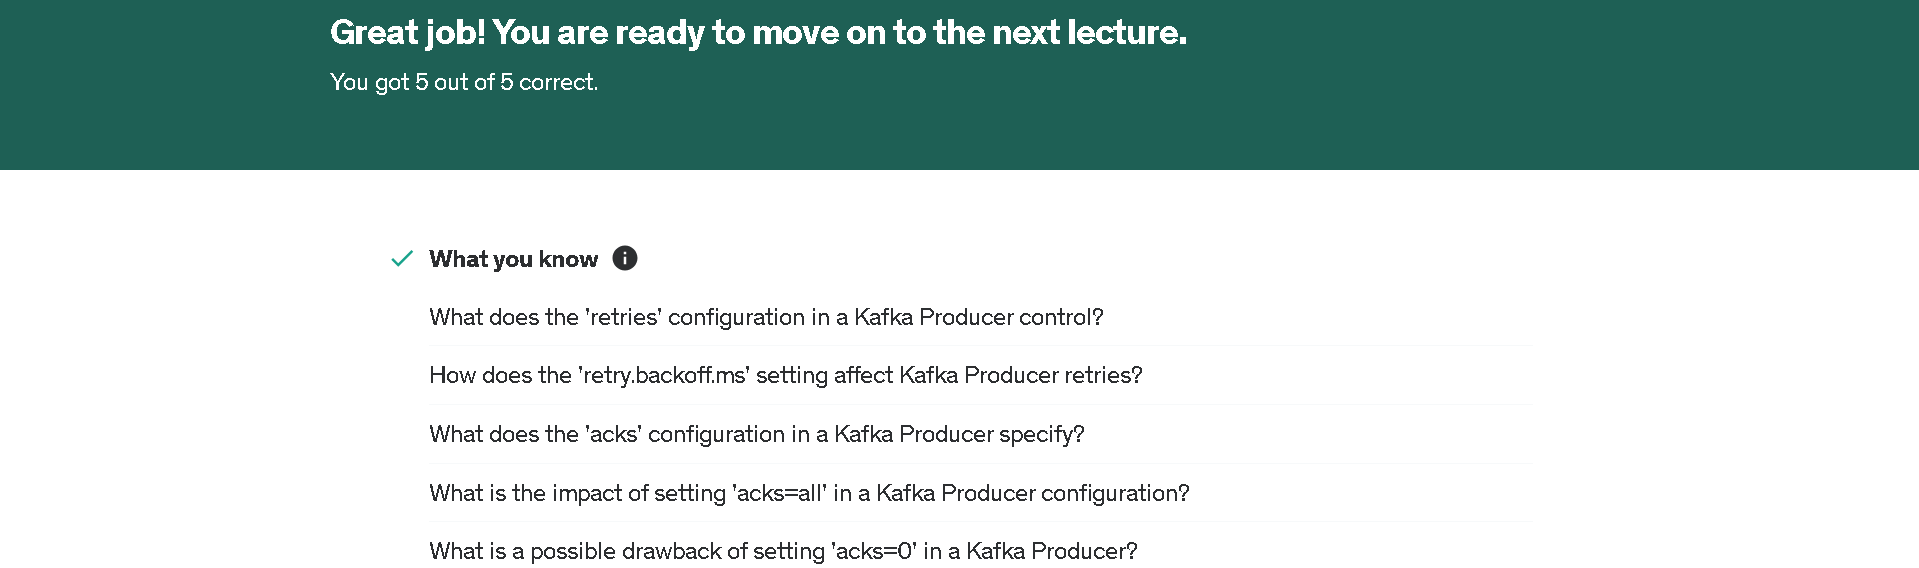 Great job! You are ready to move on to the next lecture.
You got 5 out of 5 correct.
What you know
What does the 'retries' configuration in a Kafka Producer control?
How does the 'retry.backoff.ms' setting affect Kafka Producer retries?
What does the 'acks' configuration in a Kafka Producer specify?
What is the impact of setting 'acks=all' in a Kafka Producer configuration?
What is a possible drawback of setting 'acks=0' in a Kafka Producer?